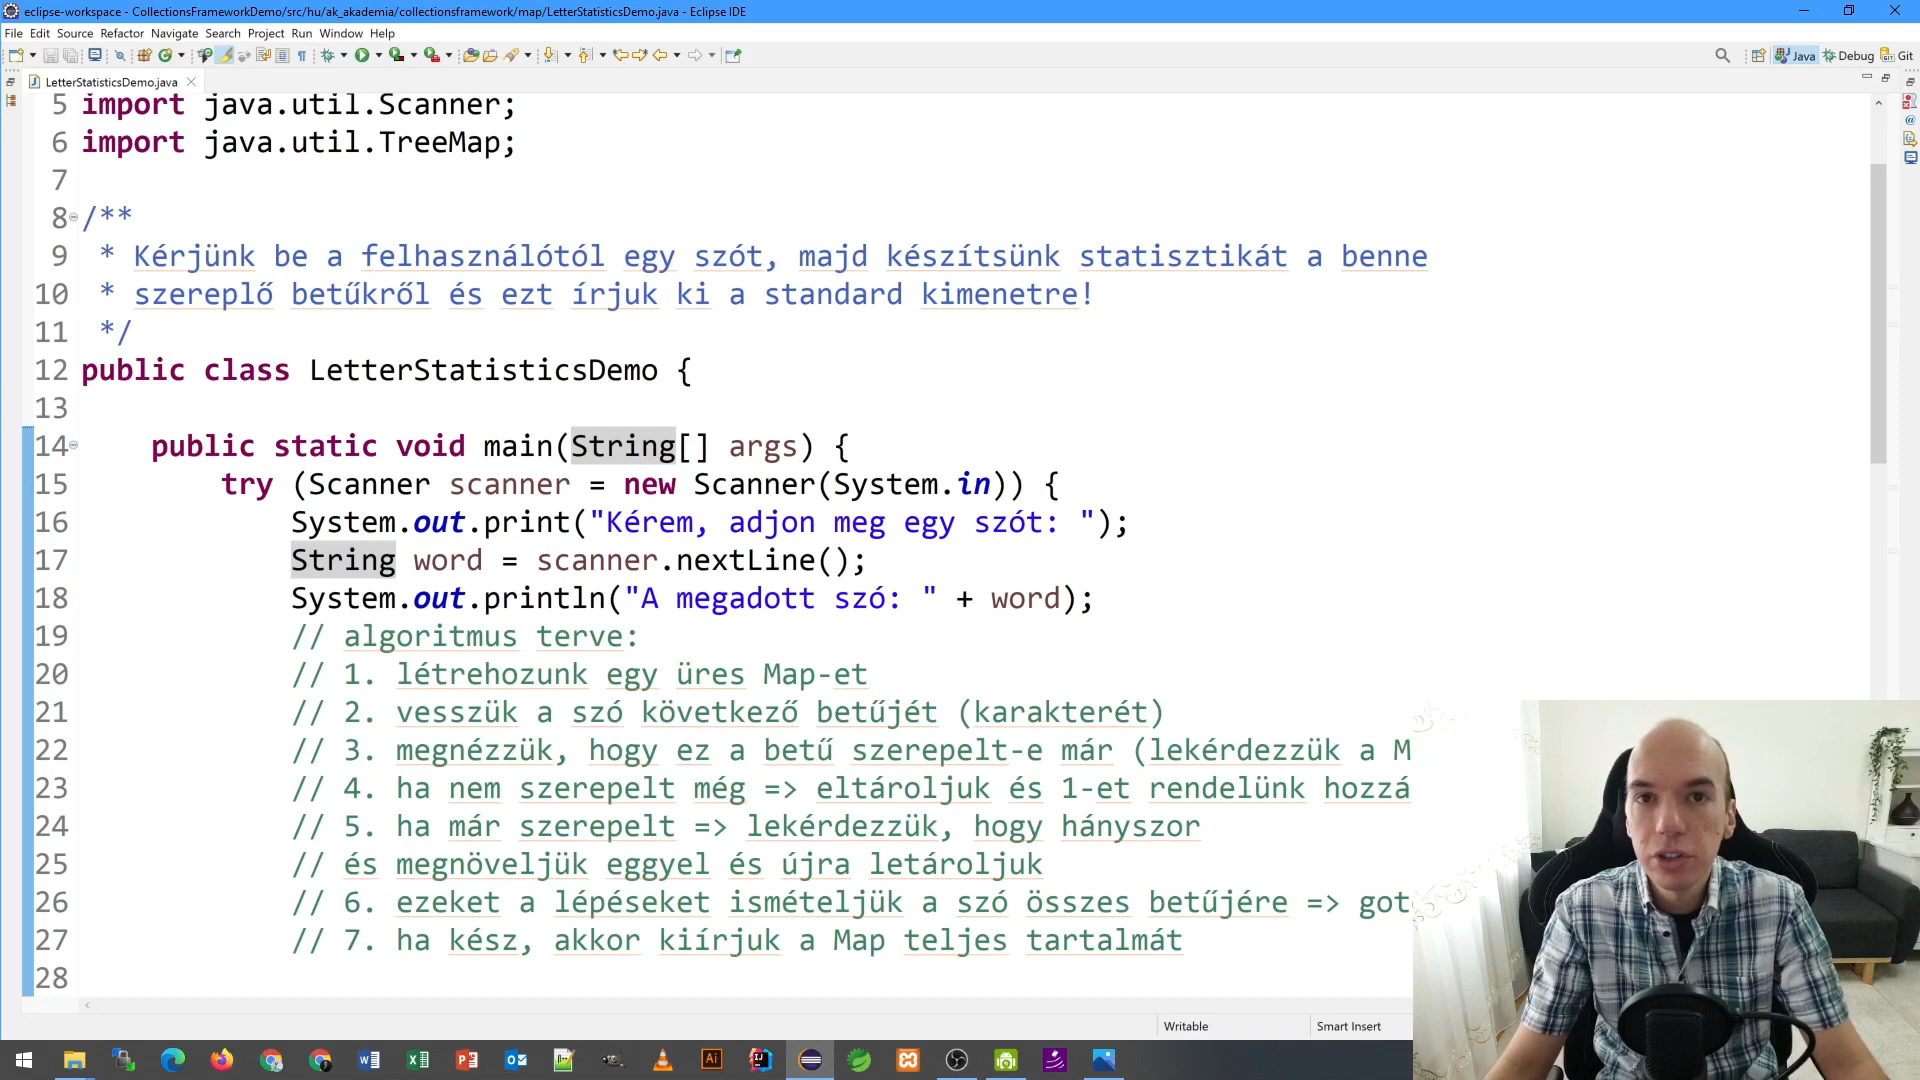 eclipse-workspace - CollectionsFrameworkDemo/src/hu/ak_akademia/collectionsframework/map/LetterStatisticsDemo.java - Eclipse IDE
File Edit Source Refactor Navigate Search Project Run Window Help
Java Debug Git
LetterStatisticsDemo.java
5 import java.util.Scanner;
6 import java.util.TreeMap;
7
8 /**
9 * Kérjünk be a felhasználótól egy szót, majd készítsünk statisztikát a benne
10 * szereplő betűkről és ezt írjuk ki a standard kimenetre!
11 */
12 public class LetterStatisticsDemo {
13
14 public static void main(String[] args) {
15 try (Scanner scanner = new Scanner(System.in)) {
16 System.out.print("Kérem, adjon meg egy szót: ");
17 String word = scanner.nextLine();
18 System.out.println("A megadott szó: " + word);
19 // algoritmus terve:
20 // 1. létrehozunk egy üres Map-et
21 // 2. vesszük a szó következő betűjét (karakterét)
22 // 3. megnézzük, hogy ez a betű szerepelt-e már (lekérdezzük a M
23 // 4. ha nem szerepelt még => eltároljuk és 1-et rendelünk hozzá
24 // 5. ha már szerepelt => lekérdezzük, hogy hányszor
25 // és megnöveljük eggyel és újra letároljuk
26 // 6. ezeket a lépéseket ismételjük a szó összes betűjére => got
27 // 7. ha kész, akkor kiírjuk a Map teljes tartalmát
28
Writable Smart Insert